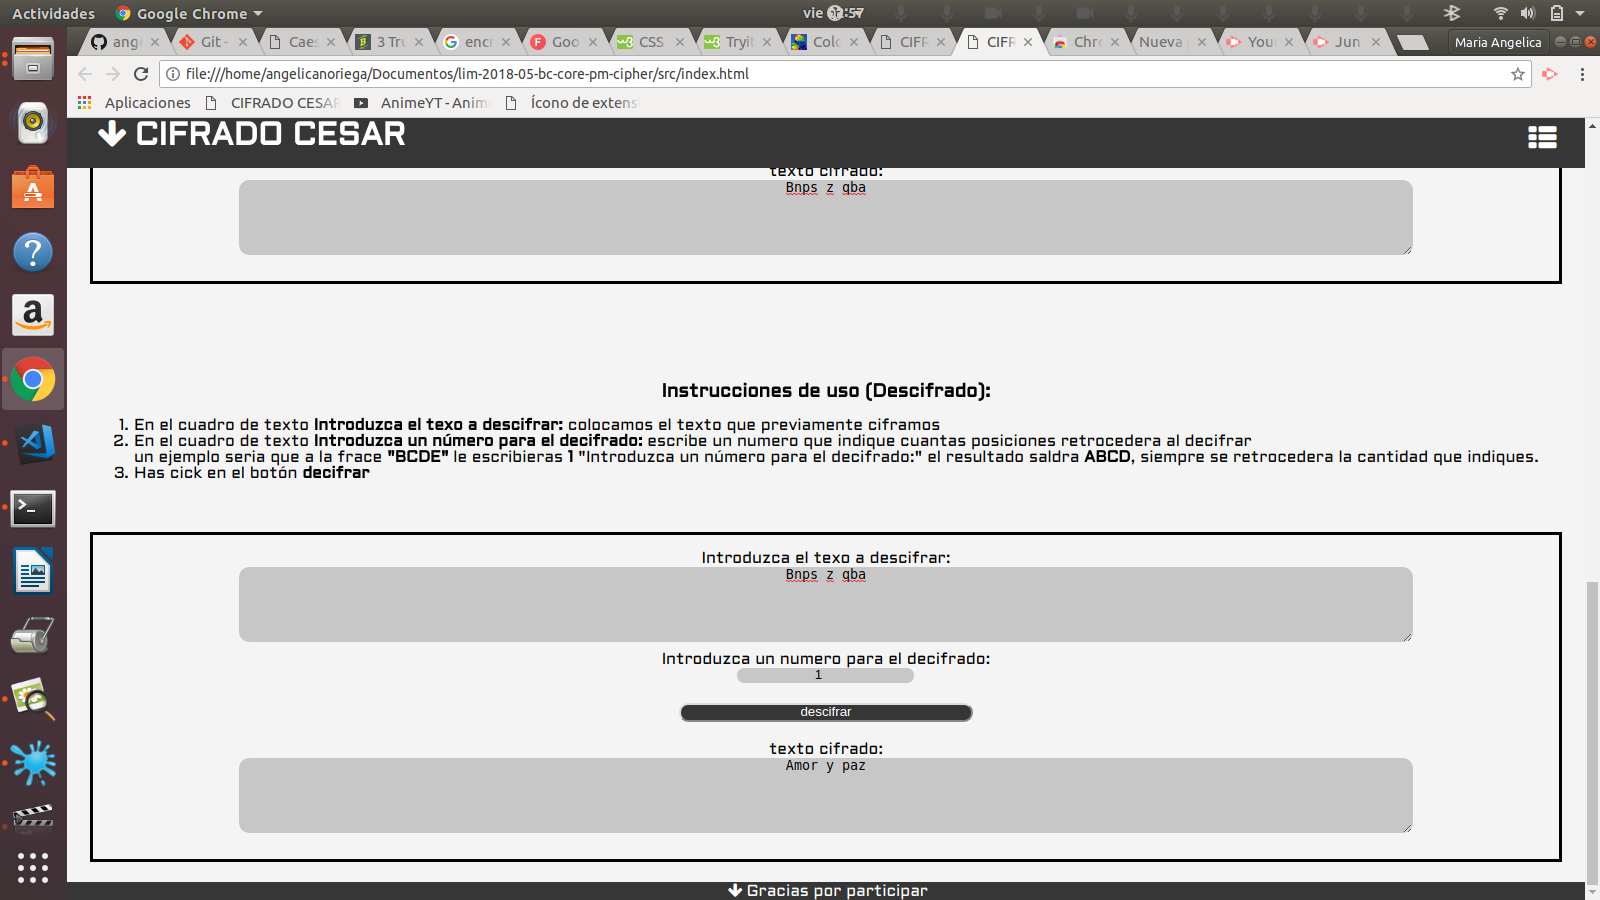 Actividades
Google Chrome
vie
:57
ang
Git -
Caes
3 Tru
enc
Goo
CSS
Tryit
Colo
CIFR
CIFR
Chr
Nueva
You
Jun
Maria Angelica
file:///home/angelicanoriega/Documentos/lim-2018-05-bc-core-pm-cipher/src/index.html
Aplicaciones
CIFRADO CESAR
AnimeYT - Anim
Ícono de extens
CIFRADO CESAR
texto cifrado:
Bnps z qba
Instrucciones de uso (Descifrado):
1. En el cuadro de texto Introduzca el texo a descifrar: colocamos el texto que previamente ciframos
2. En el cuadro de texto Introduzca un número para el decifrado: escribe un numero que indique cuantas posiciones retrocedera al decifrar
un ejemplo seria que a la frace "BCDE" le escribieras 1 "Introduzca un número para el decifrado:" el resultado saldra ABCD, siempre se retrocedera la cantidad que indiques.
3. Has cick en el botón decifrar
Introduzca el texo a descifrar:
Bnps z qba
Introduzca un numero para el decifrado:
1
descifrar
texto cifrado:
Amor y paz
Gracias por participar